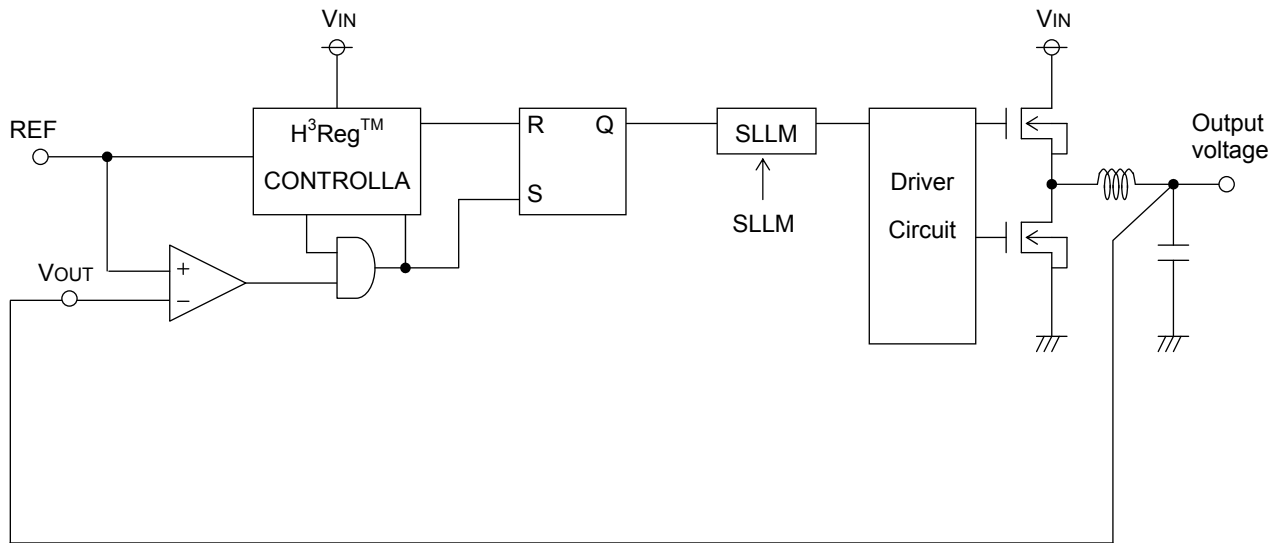 VIN
VIN
REF
H³Reg™
CONTROLLA
R
Q
S
SLLM
SLLM
Driver
Circuit
Output
voltage
VOUT
+
−